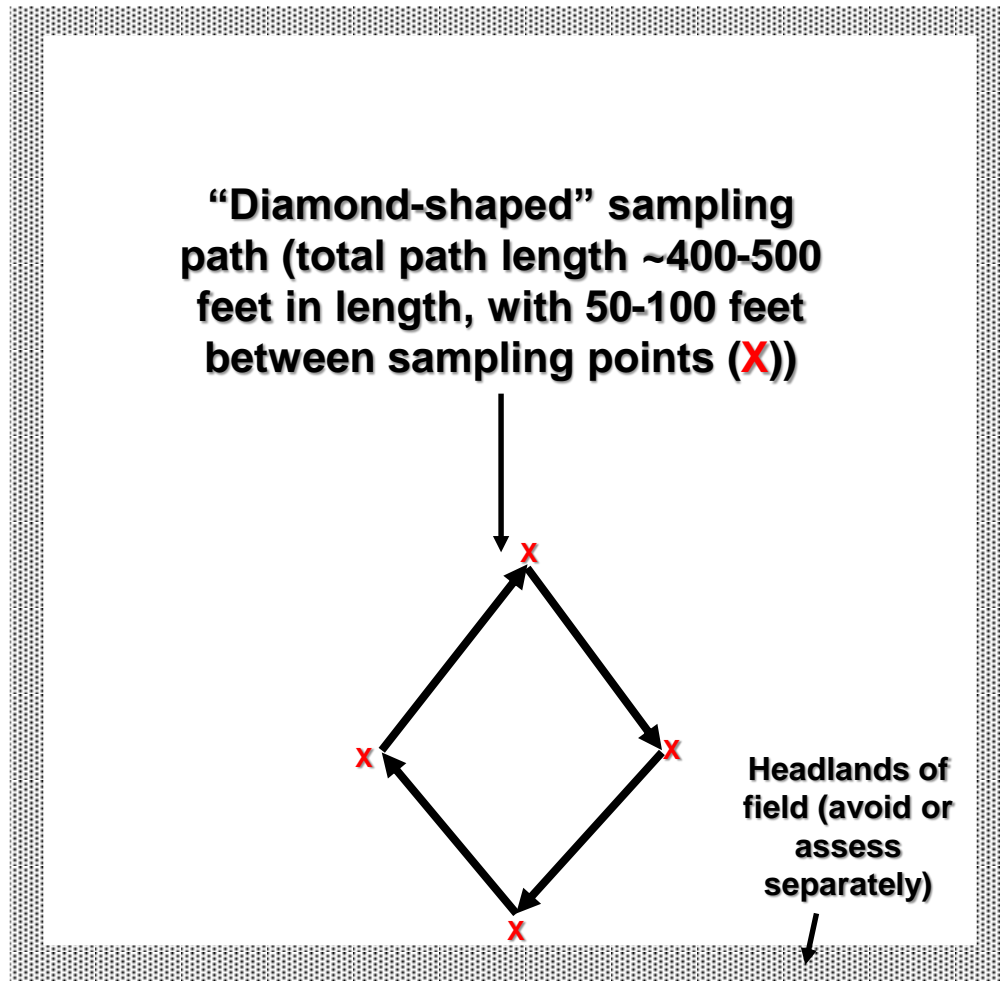 “Diamond-shaped” sampling
path (total path length ~400-500
feet in length, with 50-100 feet
between sampling points (X))
X
X
X
Headlands of
field (avoid or
assess
separately)
X